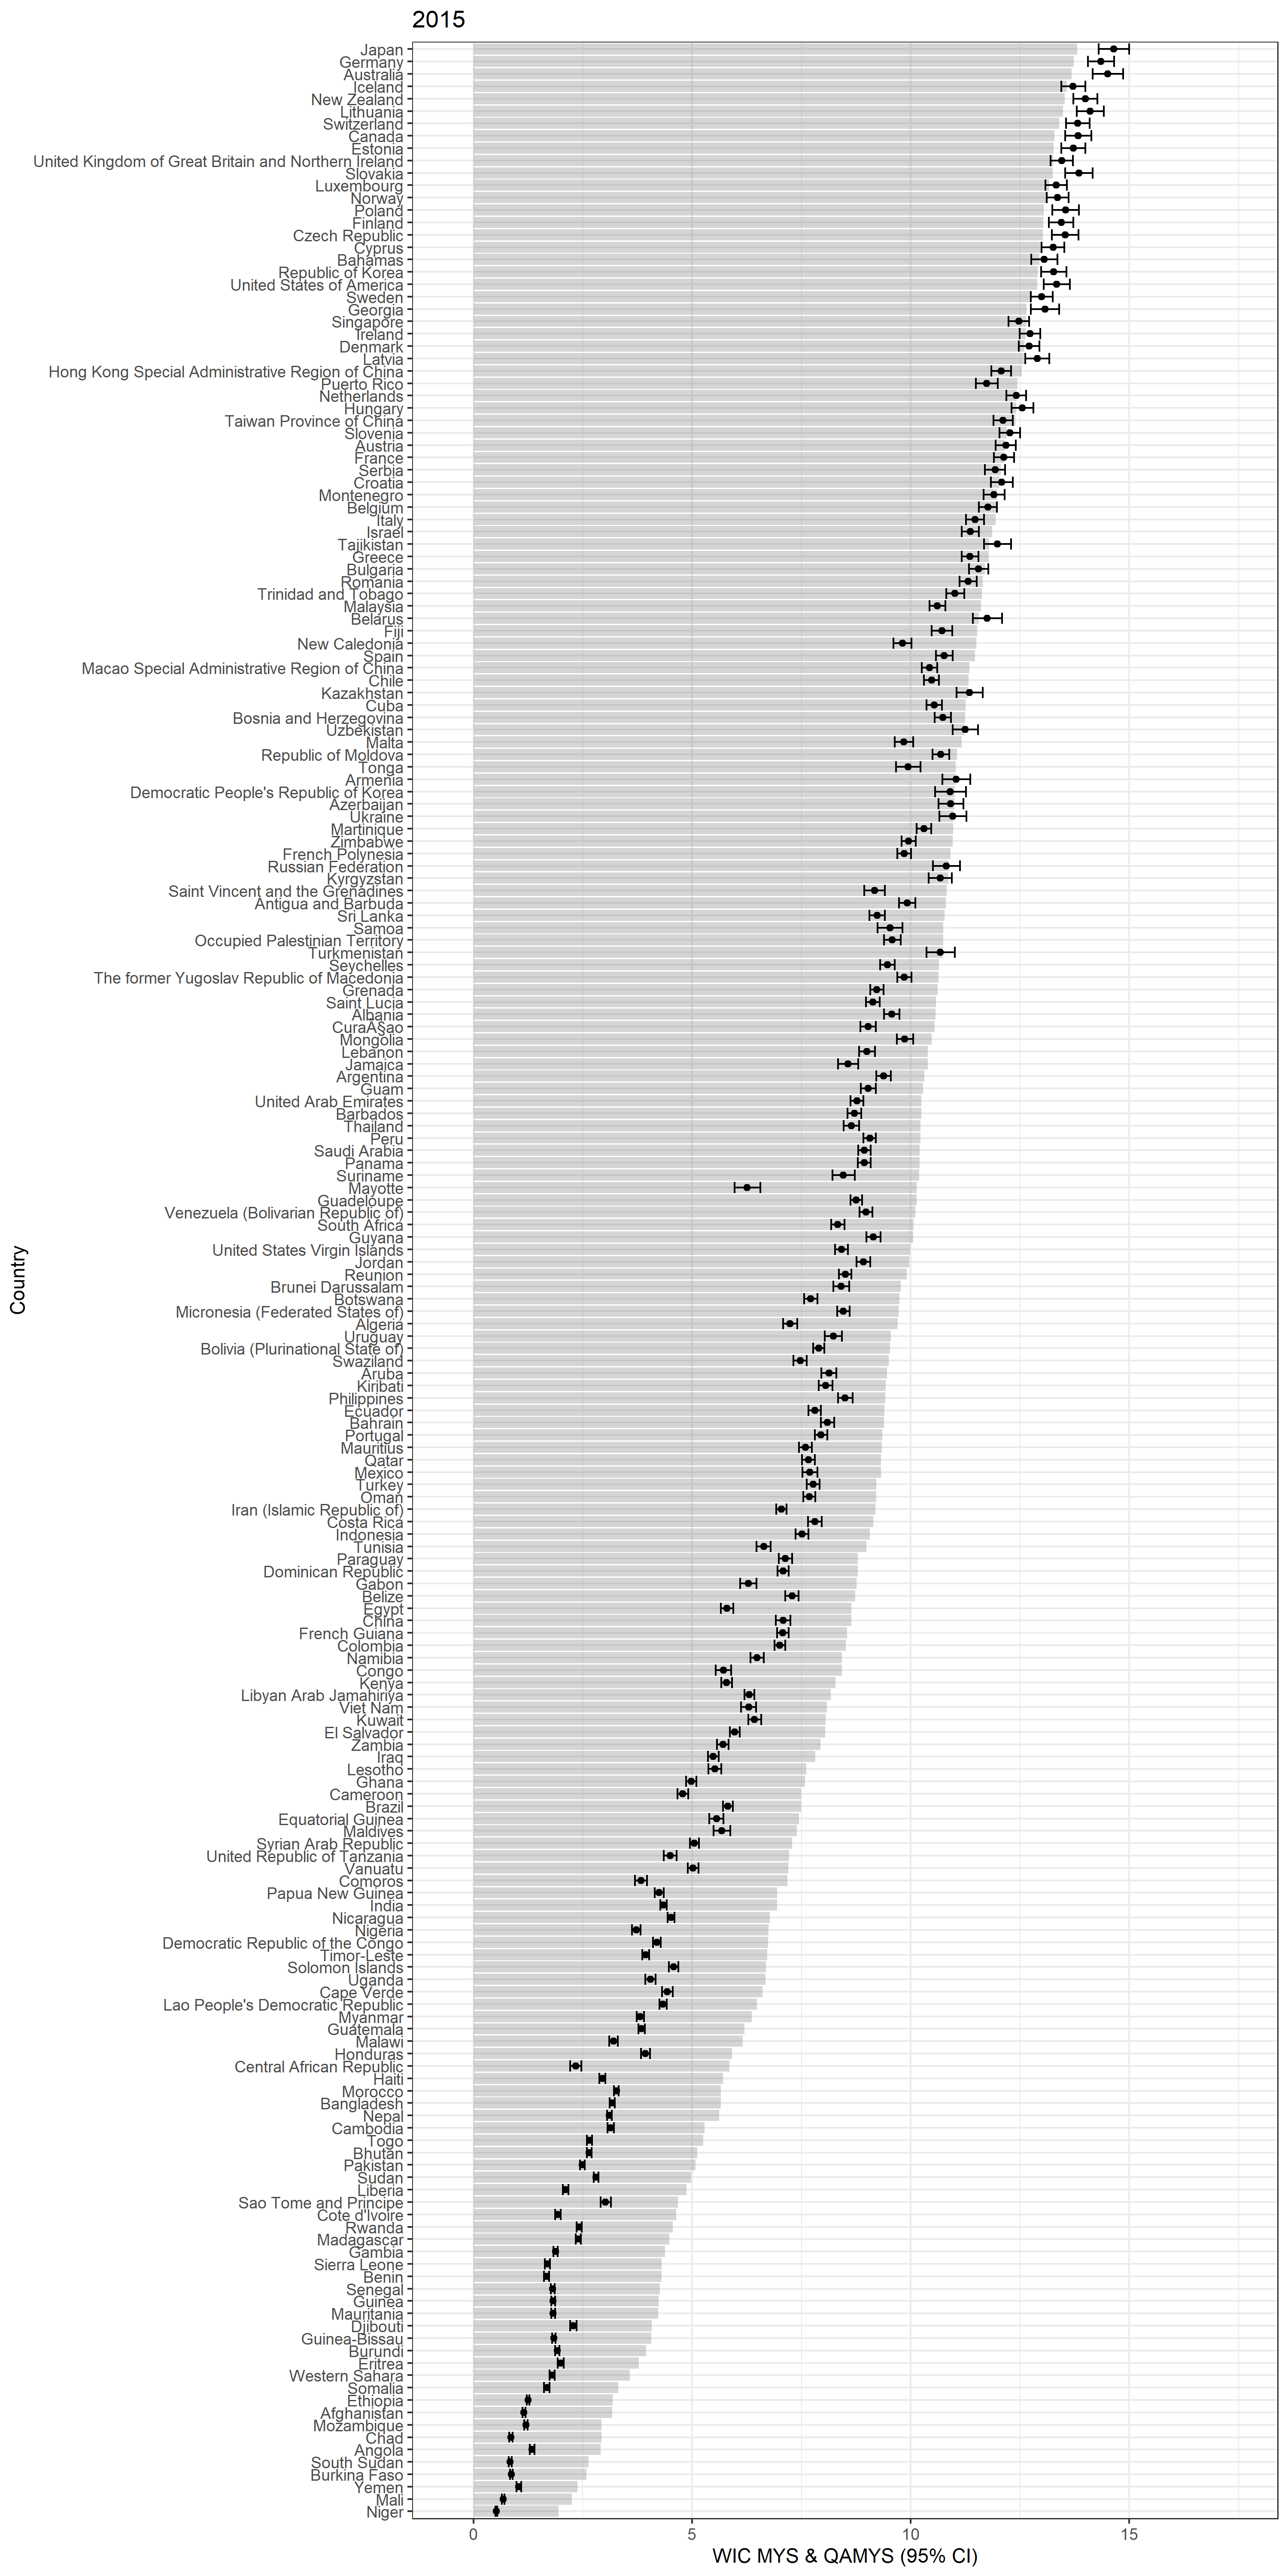 2015
Japan
Germany
Australia
Iceland
New Zealand
Lithuania
Switzerland
Canada
Estonia
United Kingdom of Great Britain and Northern Ireland
Slovakia
Luxembourg
Norway
Poland
Finland
Czech Republic
Cyprus
Bahamas
Republic of Korea
United States of America
Sweden
Georgia
Singapore
Ireland
Denmark
Latvia
Hong Kong Special Administrative Region of China
Puerto Rico
Netherlands
Hungary
Taiwan Province of China
Slovenia
Austria
France
Serbia
Croatia
Montenegro
Belgium
Italy
Israel
Tajikistan
Greece
Bulgaria
Romania
Trinidad and Tobago
Malaysia
Belarus
Fiji
New Caledonia
Spain
Macao Special Administrative Region of China
Chile
Kazakhstan
Cuba
Bosnia and Herzegovina
Uzbekistan
Malta
Republic of Moldova
Tonga
Armenia
Democratic People's Republic of Korea
Azerbaijan
Ukraine
Martinique
Zimbabwe
French Polynesia
Russian Federation
Kyrgyzstan
Saint Vincent and the Grenadines
Antigua and Barbuda
Sri Lanka
Samoa
Occupied Palestinian Territory
Turkmenistan
Seychelles
The former Yugoslav Republic of Macedonia
Grenada
Saint Lucia
Albania
CuraÃ§ao
Mongolia
Lebanon
Jamaica
Argentina
Guam
United Arab Emirates
Barbados
Thailand
Peru
Saudi Arabia
Panama
Suriname
Mayotte
Guadeloupe
Venezuela (Bolivarian Republic of)
South Africa
Guyana
United States Virgin Islands
Jordan
Reunion
Brunei Darussalam
Botswana
Micronesia (Federated States of)
Algeria
Uruguay
Bolivia (Plurinational State of)
Swaziland
Aruba
Kiribati
Philippines
Ecuador
Bahrain
Portugal
Mauritius
Qatar
Mexico
Turkey
Oman
Iran (Islamic Republic of)
Costa Rica
Indonesia
Tunisia
Paraguay
Dominican Republic
Gabon
Belize
Egypt
China
French Guiana
Colombia
Namibia
Congo
Kenya
Libyan Arab Jamahiriya
Viet Nam
Kuwait
El Salvador
Zambia
Iraq
Lesotho
Ghana
Cameroon
Brazil
Equatorial Guinea
Maldives
Syrian Arab Republic
United Republic of Tanzania
Vanuatu
Comoros
Papua New Guinea
India
Nicaragua
Nigeria
Democratic Republic of the Congo
Timor-Leste
Solomon Islands
Uganda
Cape Verde
Lao People's Democratic Republic
Myanmar
Guatemala
Malawi
Honduras
Central African Republic
Haiti
Morocco
Bangladesh
Nepal
Cambodia
Togo
Bhutan
Pakistan
Sudan
Liberia
Sao Tome and Principe
Cote d'Ivoire
Rwanda
Madagascar
Gambia
Sierra Leone
Benin
Senegal
Guinea
Mauritania
Djibouti
Guinea-Bissau
Burundi
Eritrea
Western Sahara
Somalia
Ethiopia
Afghanistan
Mozambique
Chad
Angola
South Sudan
Burkina Faso
Yemen
Mali
Niger
Country
0 5 10 15
WIC MYS & QAMYS (95% CI)